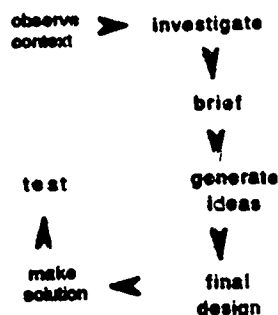 observe
context
investigate
brief
generate
ideas
final
design
make
solution
test